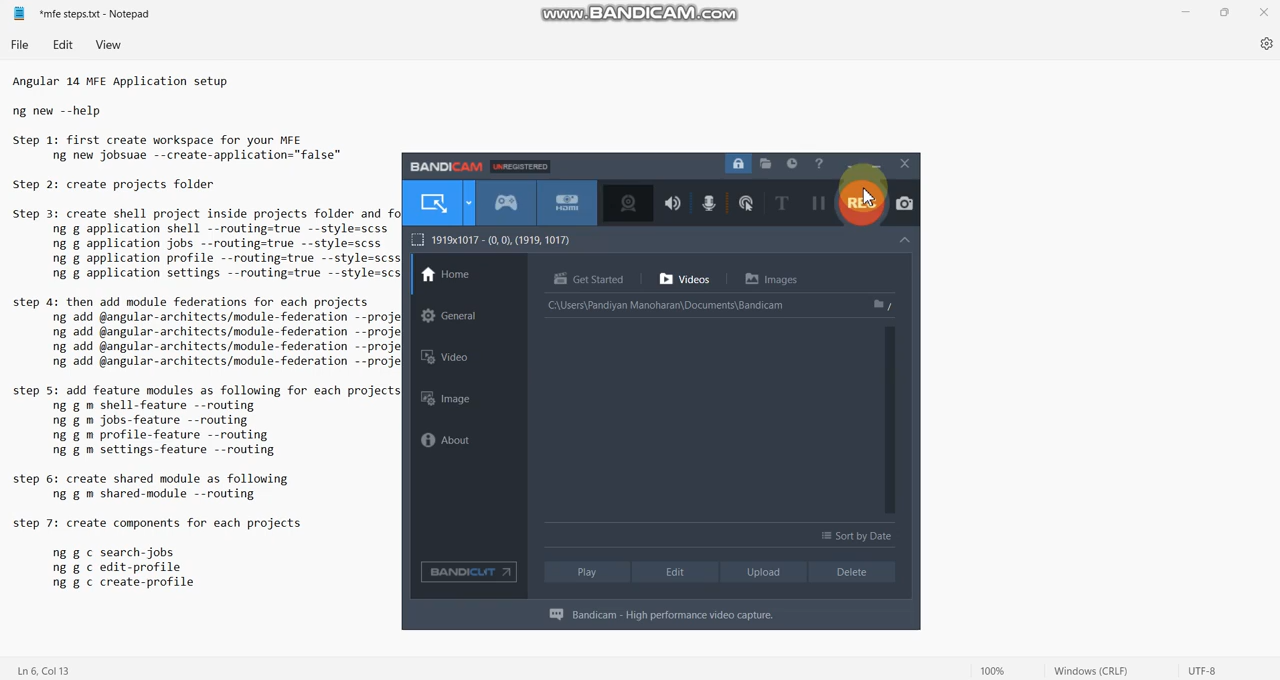 *mfe steps.txt - Notepad
www.BANDICAM.com
File Edit View
Angular 14 MFE Application setup
ng new --help
Step 1: first create workspace for your MFE
ng new jobsuae --create-application="false"
Step 2: create projects folder
Step 3: create shell project inside projects folder and fo
ng g application shell --routing=true --style=scss
ng g application jobs --routing=true --style=scss
ng g application profile --routing=true --style=scss
ng g application settings --routing=true --style=sc
step 4: then add module federations for each projects
ng add @angular-architects/module-federation --proje
ng add @angular-architects/module-federation --proje
ng add @angular-architects/module-federation --proje
ng add @angular-architects/module-federation --proje
step 5: add feature modules as following for each projects
ng g m shell-feature --routing
ng g m jobs-feature --routing
ng g m profile-feature --routing
ng g m settings-feature --routing
step 6: create shared module as following
ng g m shared-module --routing
step 7: create components for each projects
ng g c search-jobs
ng g c edit-profile
ng g c create-profile
BANDICAM UNREGISTERED
HDMI
REC
1919x1017 - (0, 0), (1919, 1017)
Home
General
Video
Image
About
BANDICUT
Get Started Videos Images
C:\Users\Pandiyan Manoharan\Documents\Bandicam
Sort by Date
Play Edit Upload Delete
Bandicam - High performance video capture.
Ln 6, Col 13 100% Windows (CRLF) UTF-8